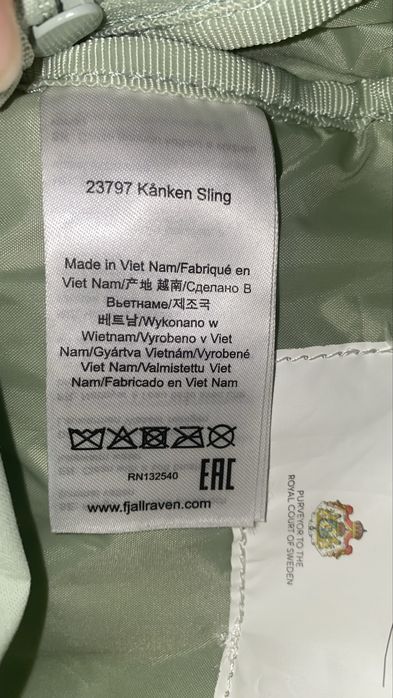 23797 Kånken Sling
Made in Viet Nam/Fabriqué en
Viet Nam/产 地 越南/Сделано В
Вьетнаме/제조국
베트남/Wykonano w
Wietnam/Vyrobeno v Viet
Nam/Gyártva Vietnám/Vyrobené
Viet Nam/Valmistettu Viet
Nam/Fabricado en Viet Nam
RN132540
EAC
www.fjallraven.com
PURVEYOR TO THE
ROYAL COURT OF SWEDEN